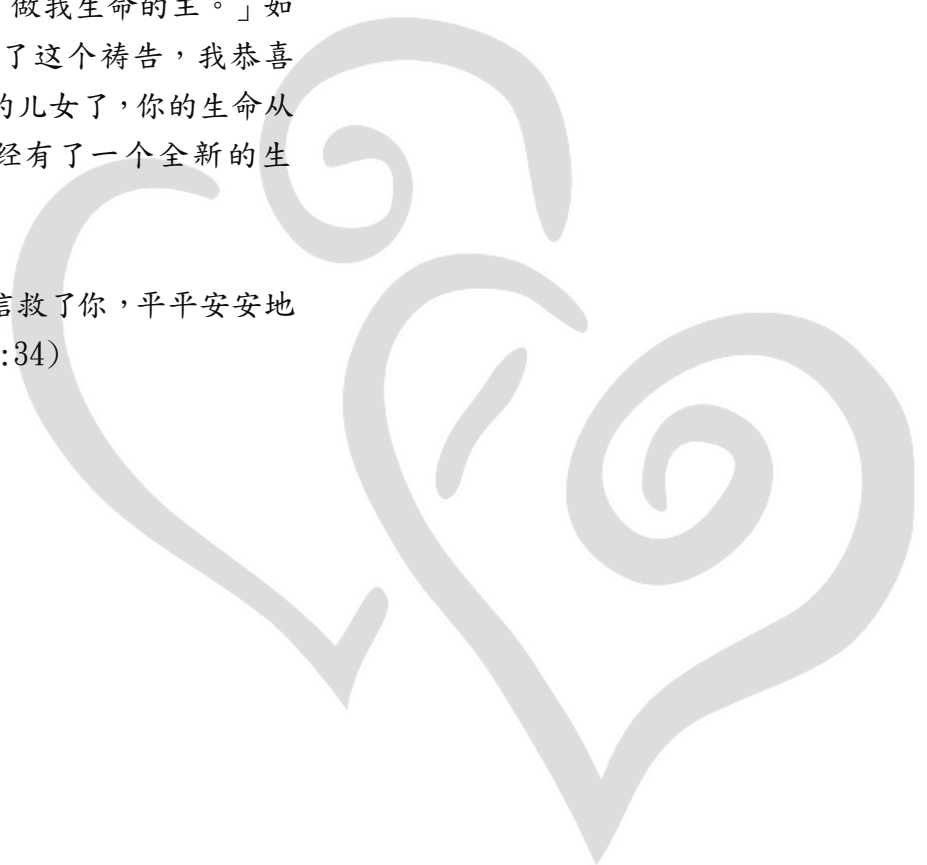 做我生命的主。」如
了这个祷告，我恭喜
的儿女了，你的生命从
经有了一个全新的生
信救了你，平平安安地
:34)